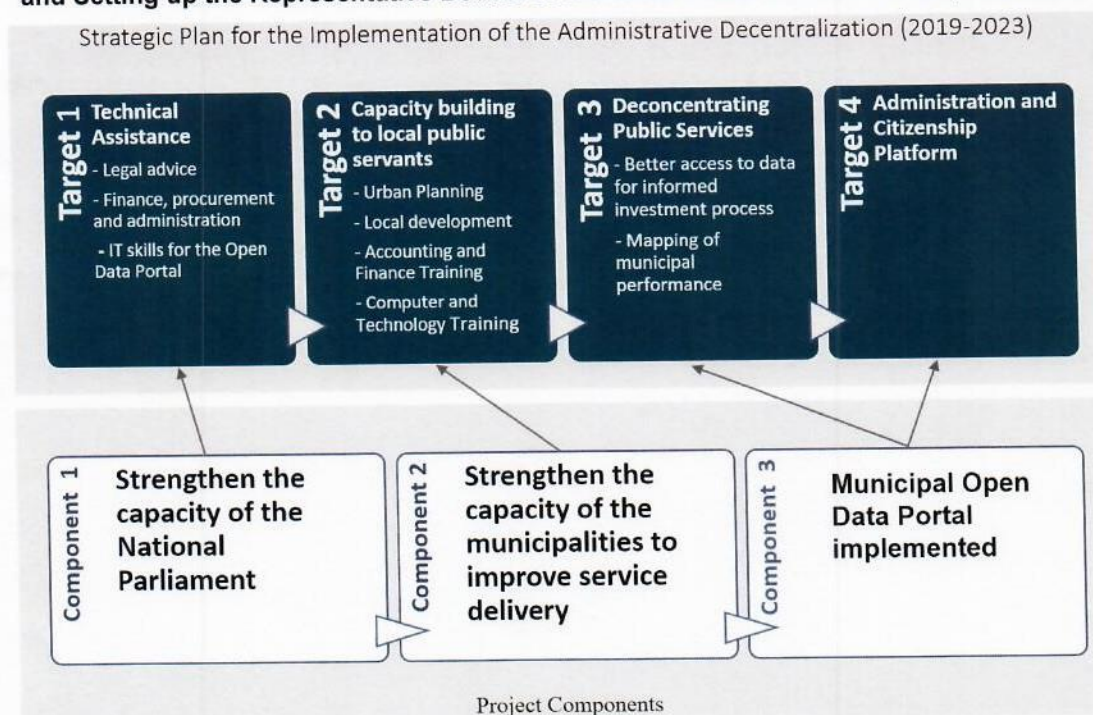 and Setting up the Representative
Strategic Plan for the Implementation of the Administrative Decentralization (2019-2023)
Target 1
Technical
Assistance
- Legal advice
- Finance, procurement
and administration
- IT skills for the Open
Data Portal
Target 2
Capacity building
to local public
servants
- Urban Planning
- Local development
- Accounting and
Finance Training
- Computer and
Technology Training
Target 3
Deconcentrating
Public Services
- Better access to data
for informed
investment process
- Mapping of
municipal
performance
Target 4
Administration and
Citizenship
Platform
Component 1
Strengthen the
capacity of the
National
Parliament
Component 2
Strengthen the
capacity of the
municipalities to
improve service
delivery
Component 3
Municipal Open
Data Portal
implemented
Project Components